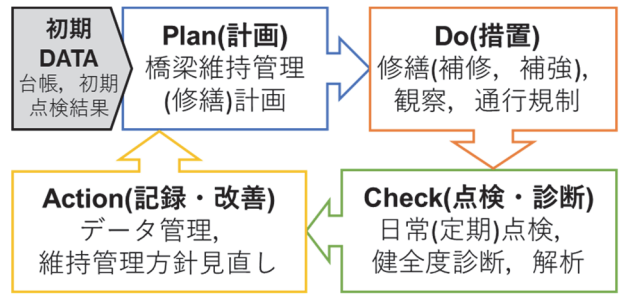 初期
DATA
台帳，初期
点検結果
Plan(計画)
橋梁維持管理
(修繕)計画
Do(措置)
修繕(補修，補強),
観察，通行規制
Action(記録・改善)
データ管理,
維持管理方針見直し
Check(点検・診断)
日常(定期)点検,
健全度診断，解析